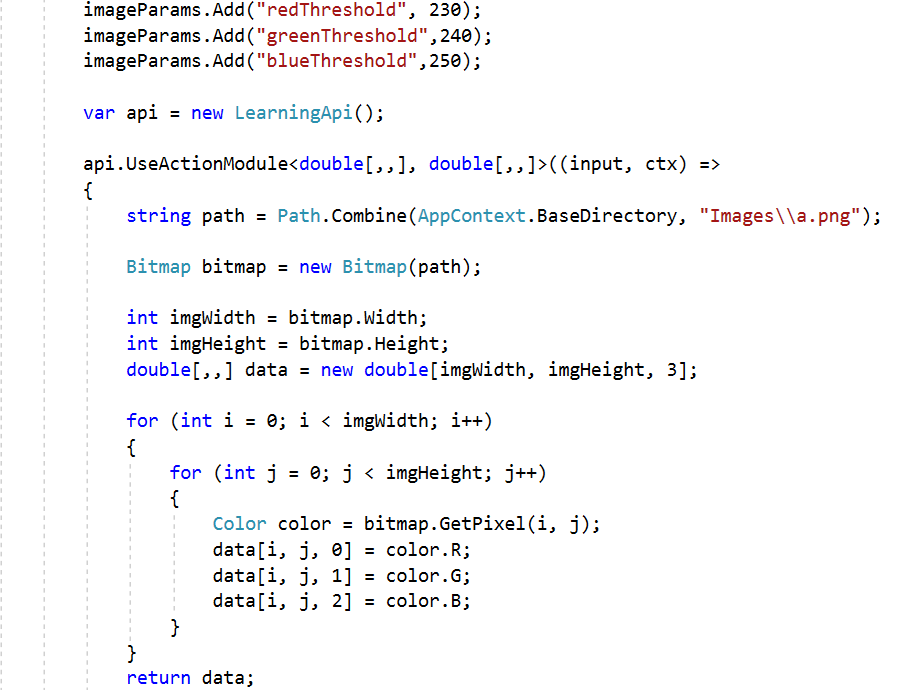 imageParams.Add("redThreshold", 230);
imageParams.Add("greenThreshold",240);
imageParams.Add("blueThreshold",250);
var api = new LearningApi();
api.UseActionModule<double[,,], double[,,]>((input, ctx) =>
{
string path = Path.Combine(AppContext.BaseDirectory, "Images\\a.png");
Bitmap bitmap = new Bitmap(path);
int imgWidth = bitmap.Width;
int imgHeight = bitmap.Height;
double[,,] data = new double[imgWidth, imgHeight, 3];
for (int i = 0; i < imgWidth; i++)
{
for (int j = 0; j < imgHeight; j++)
{
Color color = bitmap.GetPixel(i, j);
data[i, j, 0] = color.R;
data[i, j, 1] = color.G;
data[i, j, 2] = color.B;
}
}
return data;